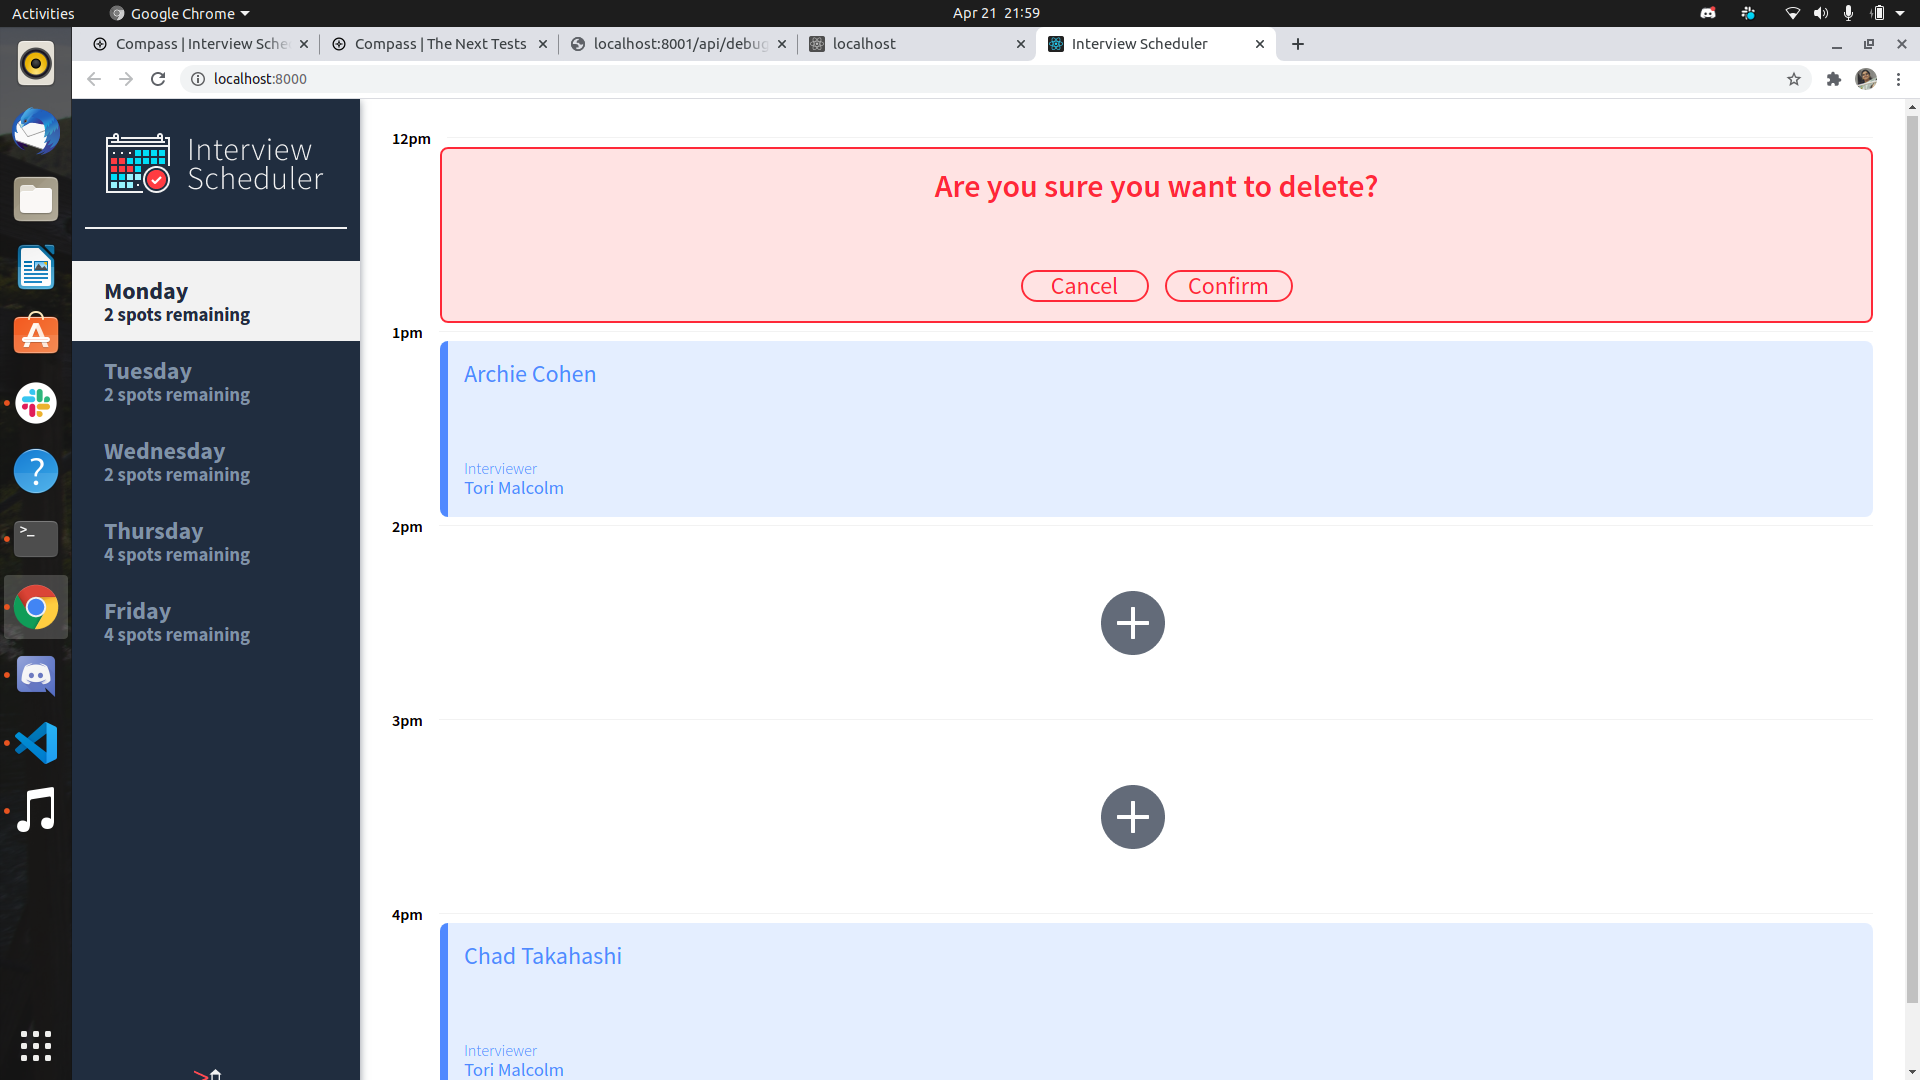 Activities
Google Chrome
Apr 21 21:59
Compass | Interview Sche
Compass | The Next Tests
localhost:8001/api/debug
localhost
Interview Scheduler
localhost:8000
Interview
Scheduler
Monday
2 spots remaining
Tuesday
2 spots remaining
Wednesday
2 spots remaining
Thursday
4 spots remaining
Friday
4 spots remaining
12pm
Are you sure you want to delete?
Cancel
Confirm
1pm
Archie Cohen
Interviewer
Tori Malcolm
2pm
3pm
4pm
Chad Takahashi
Interviewer
Tori Malcolm